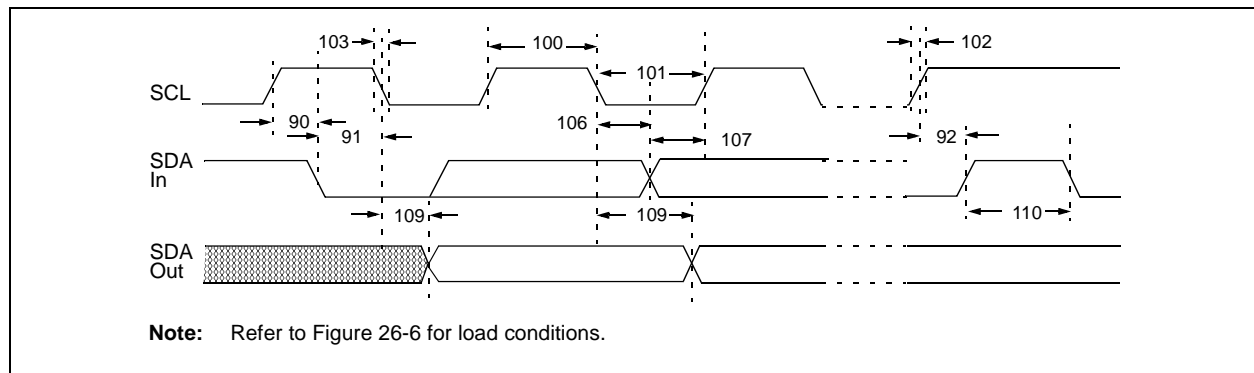 103
100
102
101
SCL
90
91
106
107
92
SDA
In
109
109
110
SDA
Out
Note: Refer to Figure 26-6 for load conditions.